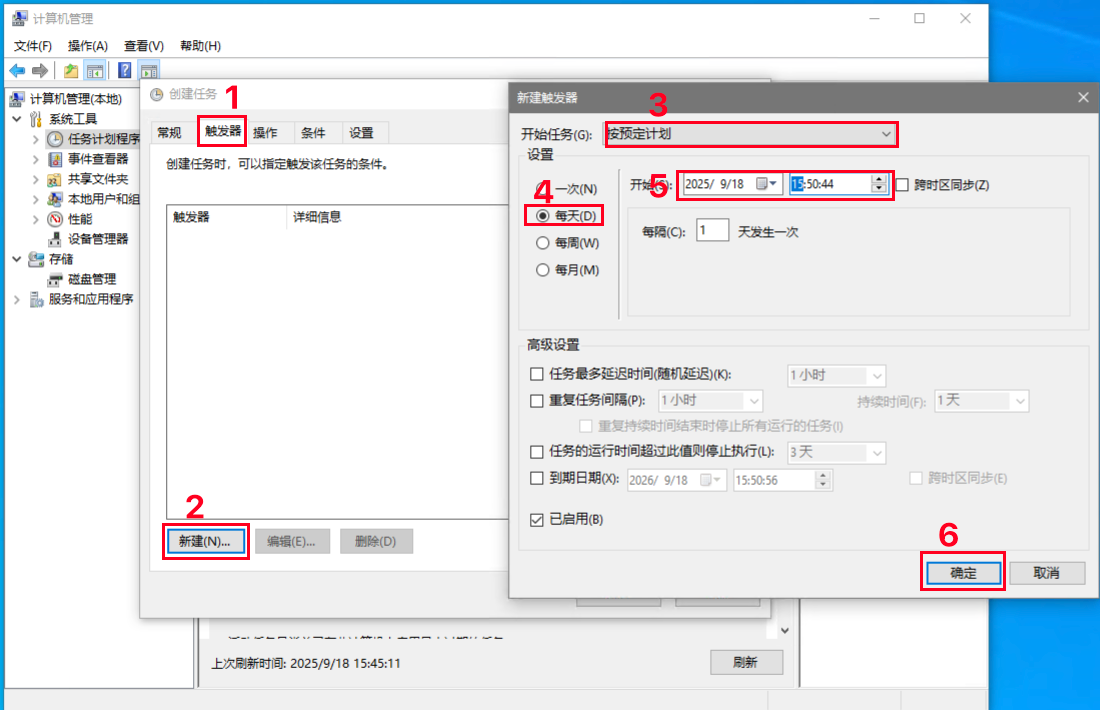 计算机管理
文件(F) 操作(A) 查看(V) 帮助(H)
计算机管理(本地)
系统工具
任务计划程序
事件查看器
共享文件夹
本地用户和组
性能
设备管理器
存储
磁盘管理
服务和应用程序
创建任务
1
常规 触发器 操作 条件 设置
创建任务时，可以指定触发该任务的条件。
触发器 详细信息
2
新建(N)... 编辑(E)... 删除(D)
上次刷新时间: 2025/9/18 15:45:11
刷新
新建触发器
3
开始任务(G): 按预定计划
设置
4
一次(N)
每天(D)
每周(W)
每月(M)
5
开始(S): 2025/ 9/18 15:50:44 跨时区同步(Z)
每隔(C): 1 天发生一次
高级设置
任务最多延迟时间(随机延迟)(K): 1 小时
重复任务间隔(P): 1 小时 持续时间(F): 1 天
重复持续时间结束时停止所有运行的任务(I)
任务的运行时间超过此值则停止执行(L): 3 天
到期日期(X): 2026/ 9/18 15:50:56 跨时区同步(E)
已启用(B)
6
确定 取消